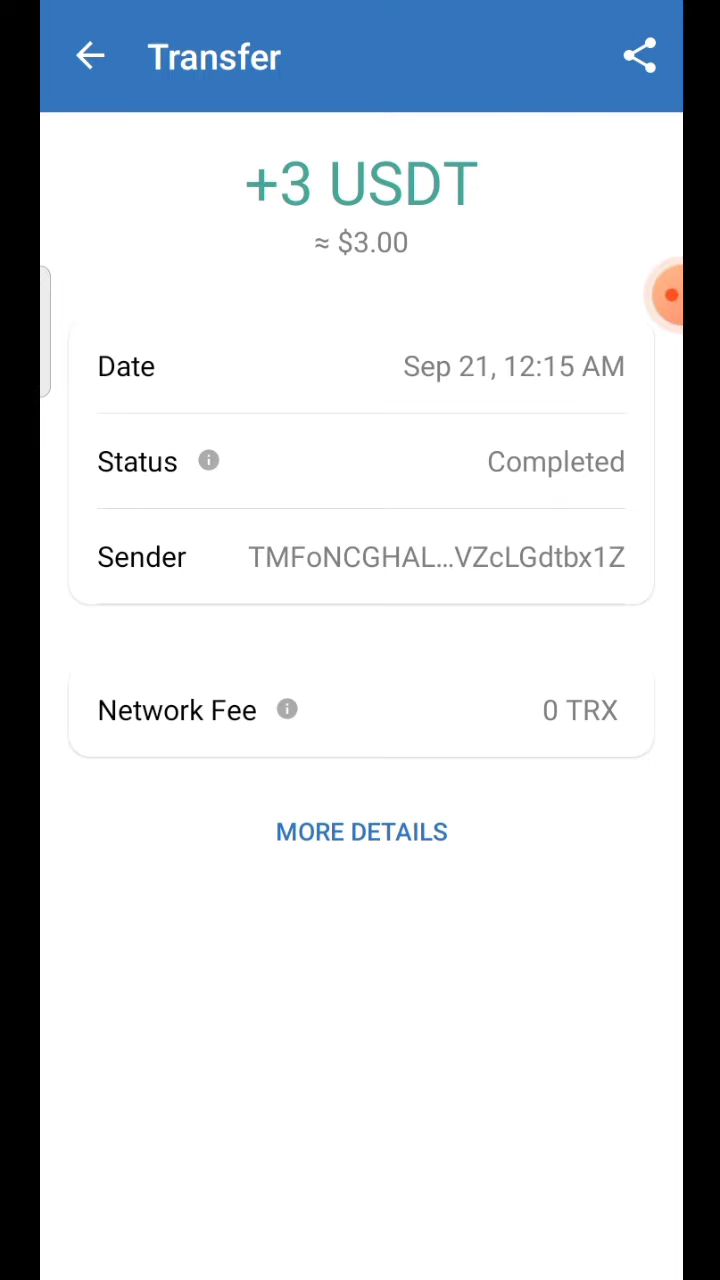 Transfer
+3 USDT
≈ $3.00
Date Sep 21, 12:15 AM
Status Completed
Sender TMFoNCGHAL...VZcLGdtbx1Z
Network Fee 0 TRX
MORE DETAILS